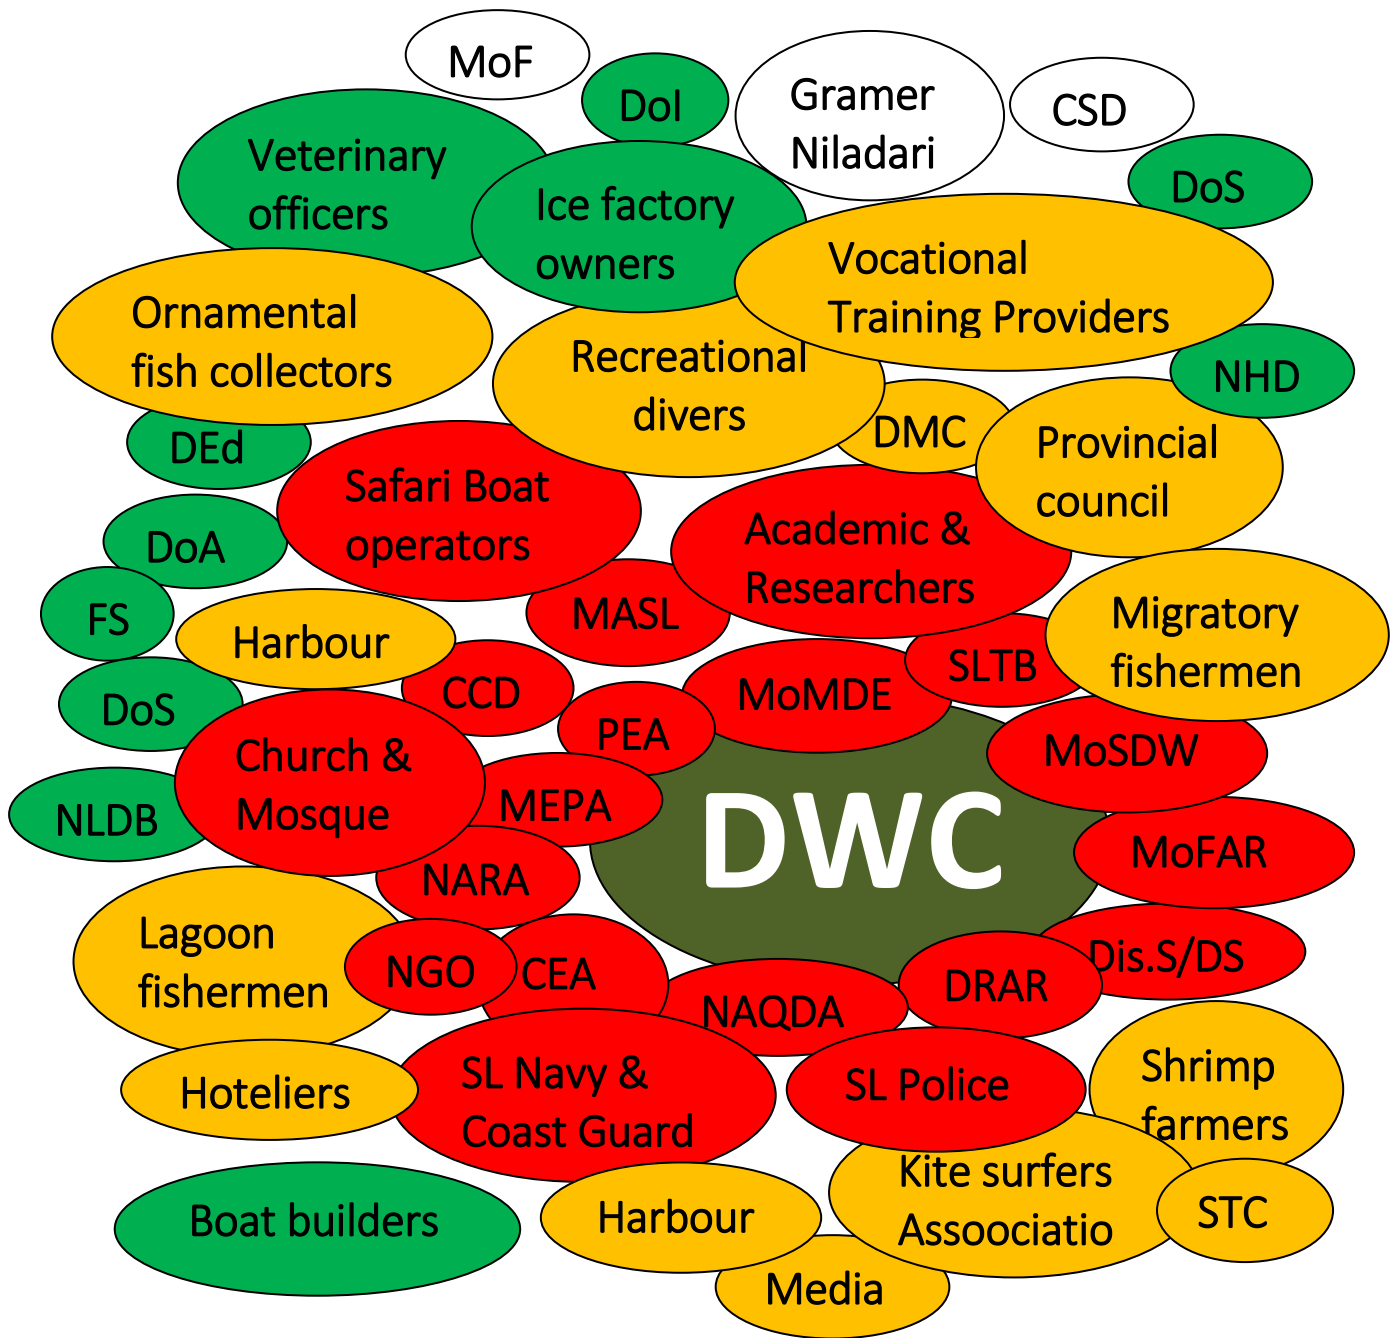 MoF
DoI
Gramer
Niladari
CSD
DoS
Veterinary
officers
Ice factory
owners
Vocational
Training Providers
Ornamental
fish collectors
Recreational
divers
NHD
DMC
Provincial
council
DEd
Safari Boat
operators
Academic &
Researchers
DoA
FS
Harbour
MASL
Migratory
fishermen
SLTB
CCD
MoMDE
DoS
PEA
Church &
Mosque
MoSDW
MEPA
DWC
NLDB
MoFAR
NARA
Lagoon
fishermen
NGO
CEA
Dis.S/DS
DRAR
NAQDA
Hoteliers
SL Navy &
Coast Guard
SL Police
Shrimp
farmers
Boat builders
Harbour
Kite surfers
Assoociatio
STC
Media